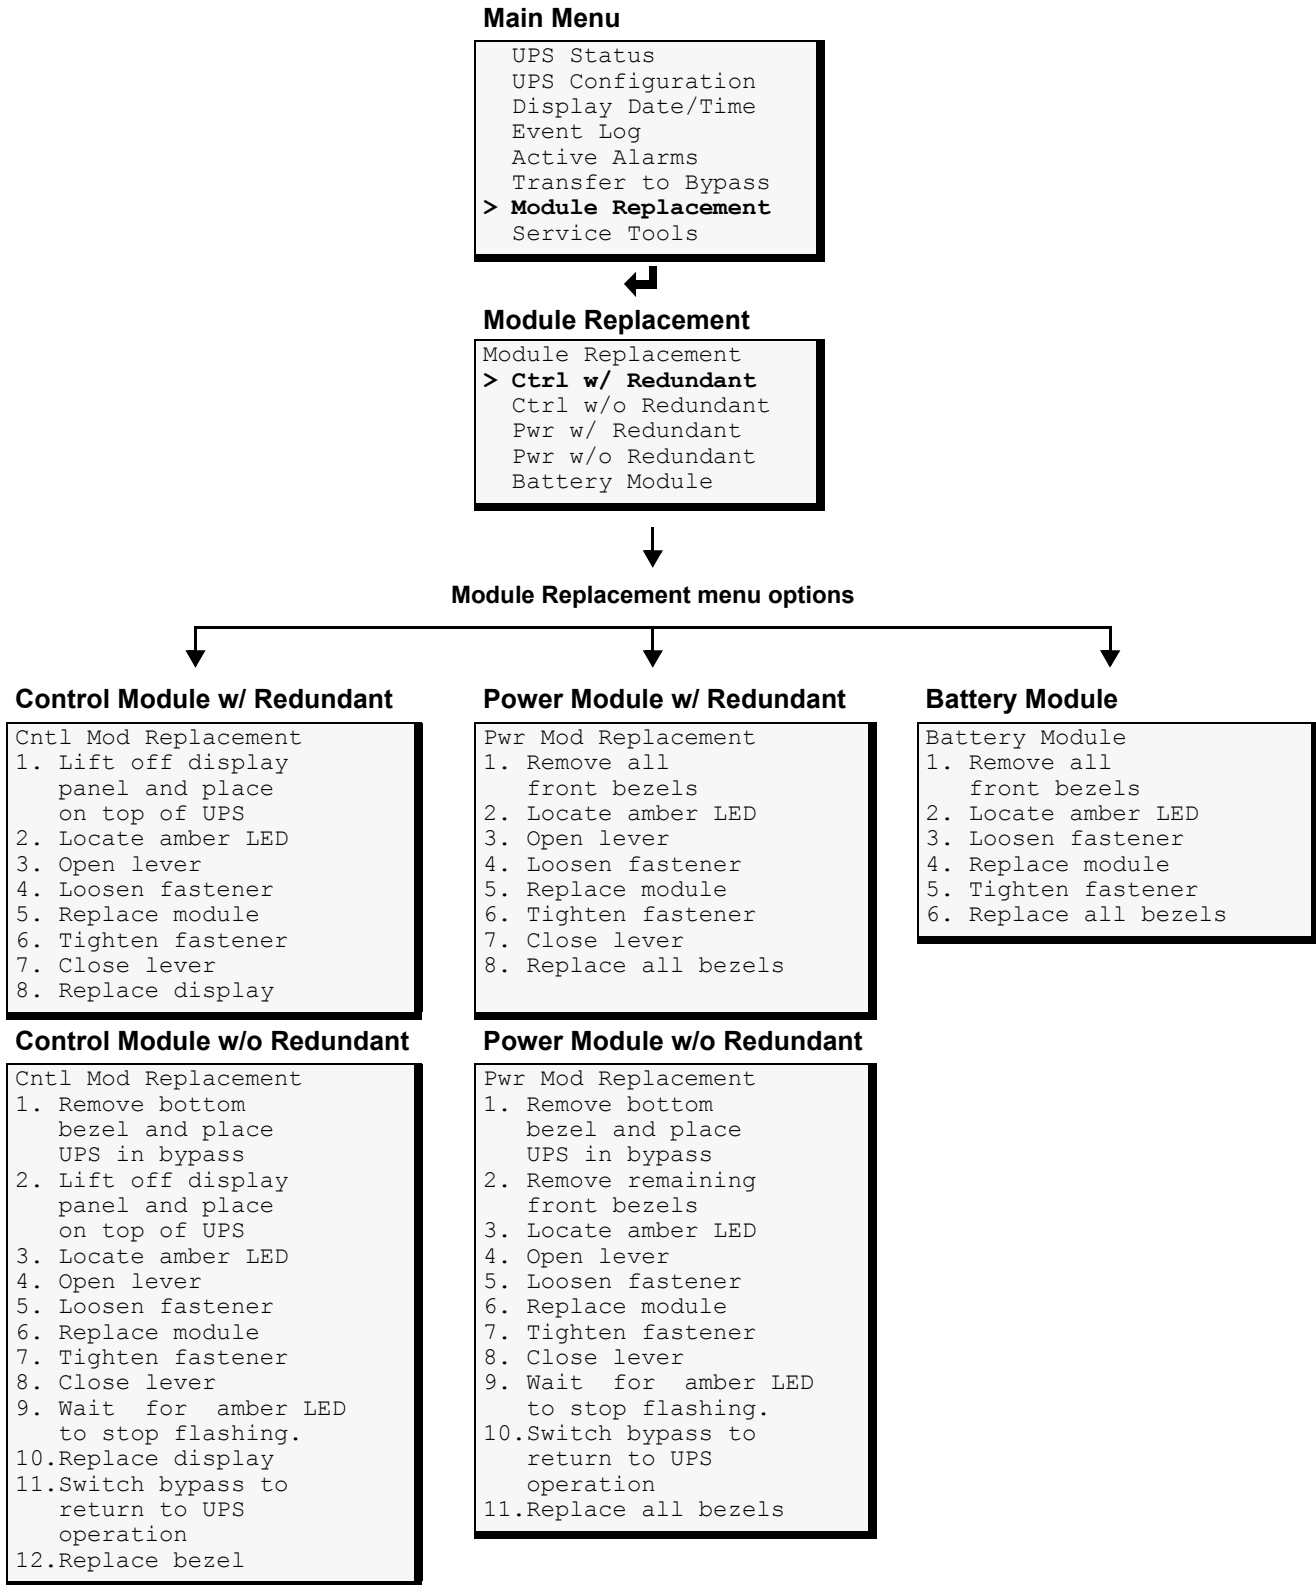 Main Menu
UPS Status
UPS Configuration
Display Date/Time
Event Log
Active Alarms
Transfer to Bypass
> Module Replacement
Service Tools
Module Replacement
Module Replacement
> Ctrl w/ Redundant
Ctrl w/o Redundant
Pwr w/ Redundant
Pwr w/o Redundant
Battery Module
Module Replacement menu options
Control Module w/ Redundant
Cntl Mod Replacement
1. Lift off display
panel and place
on top of UPS
2. Locate amber LED
3. Open lever
4. Loosen fastener
5. Replace module
6. Tighten fastener
7. Close lever
8. Replace display
Power Module w/ Redundant
Pwr Mod Replacement
1. Remove all
front bezels
2. Locate amber LED
3. Open lever
4. Loosen fastener
5. Replace module
6. Tighten fastener
7. Close lever
8. Replace all bezels
Battery Module
Battery Module
1. Remove all
front bezels
2. Locate amber LED
3. Loosen fastener
4. Replace module
5. Tighten fastener
6. Replace all bezels
Control Module w/o Redundant
Cntl Mod Replacement
1. Remove bottom
bezel and place
UPS in bypass
2. Lift off display
panel and place
on top of UPS
3. Locate amber LED
4. Open lever
5. Loosen fastener
6. Replace module
7. Tighten fastener
8. Close lever
9. Wait for amber LED
to stop flashing.
10.Replace display
11.Switch bypass to
return to UPS
operation
12.Replace bezel
Power Module w/o Redundant
Pwr Mod Replacement
1. Remove bottom
bezel and place
UPS in bypass
2. Remove remaining
front bezels
3. Locate amber LED
4. Open lever
5. Loosen fastener
6. Replace module
7. Tighten fastener
8. Close lever
9. Wait for amber LED
to stop flashing.
10.Switch bypass to
return to UPS
operation
11.Replace all bezels